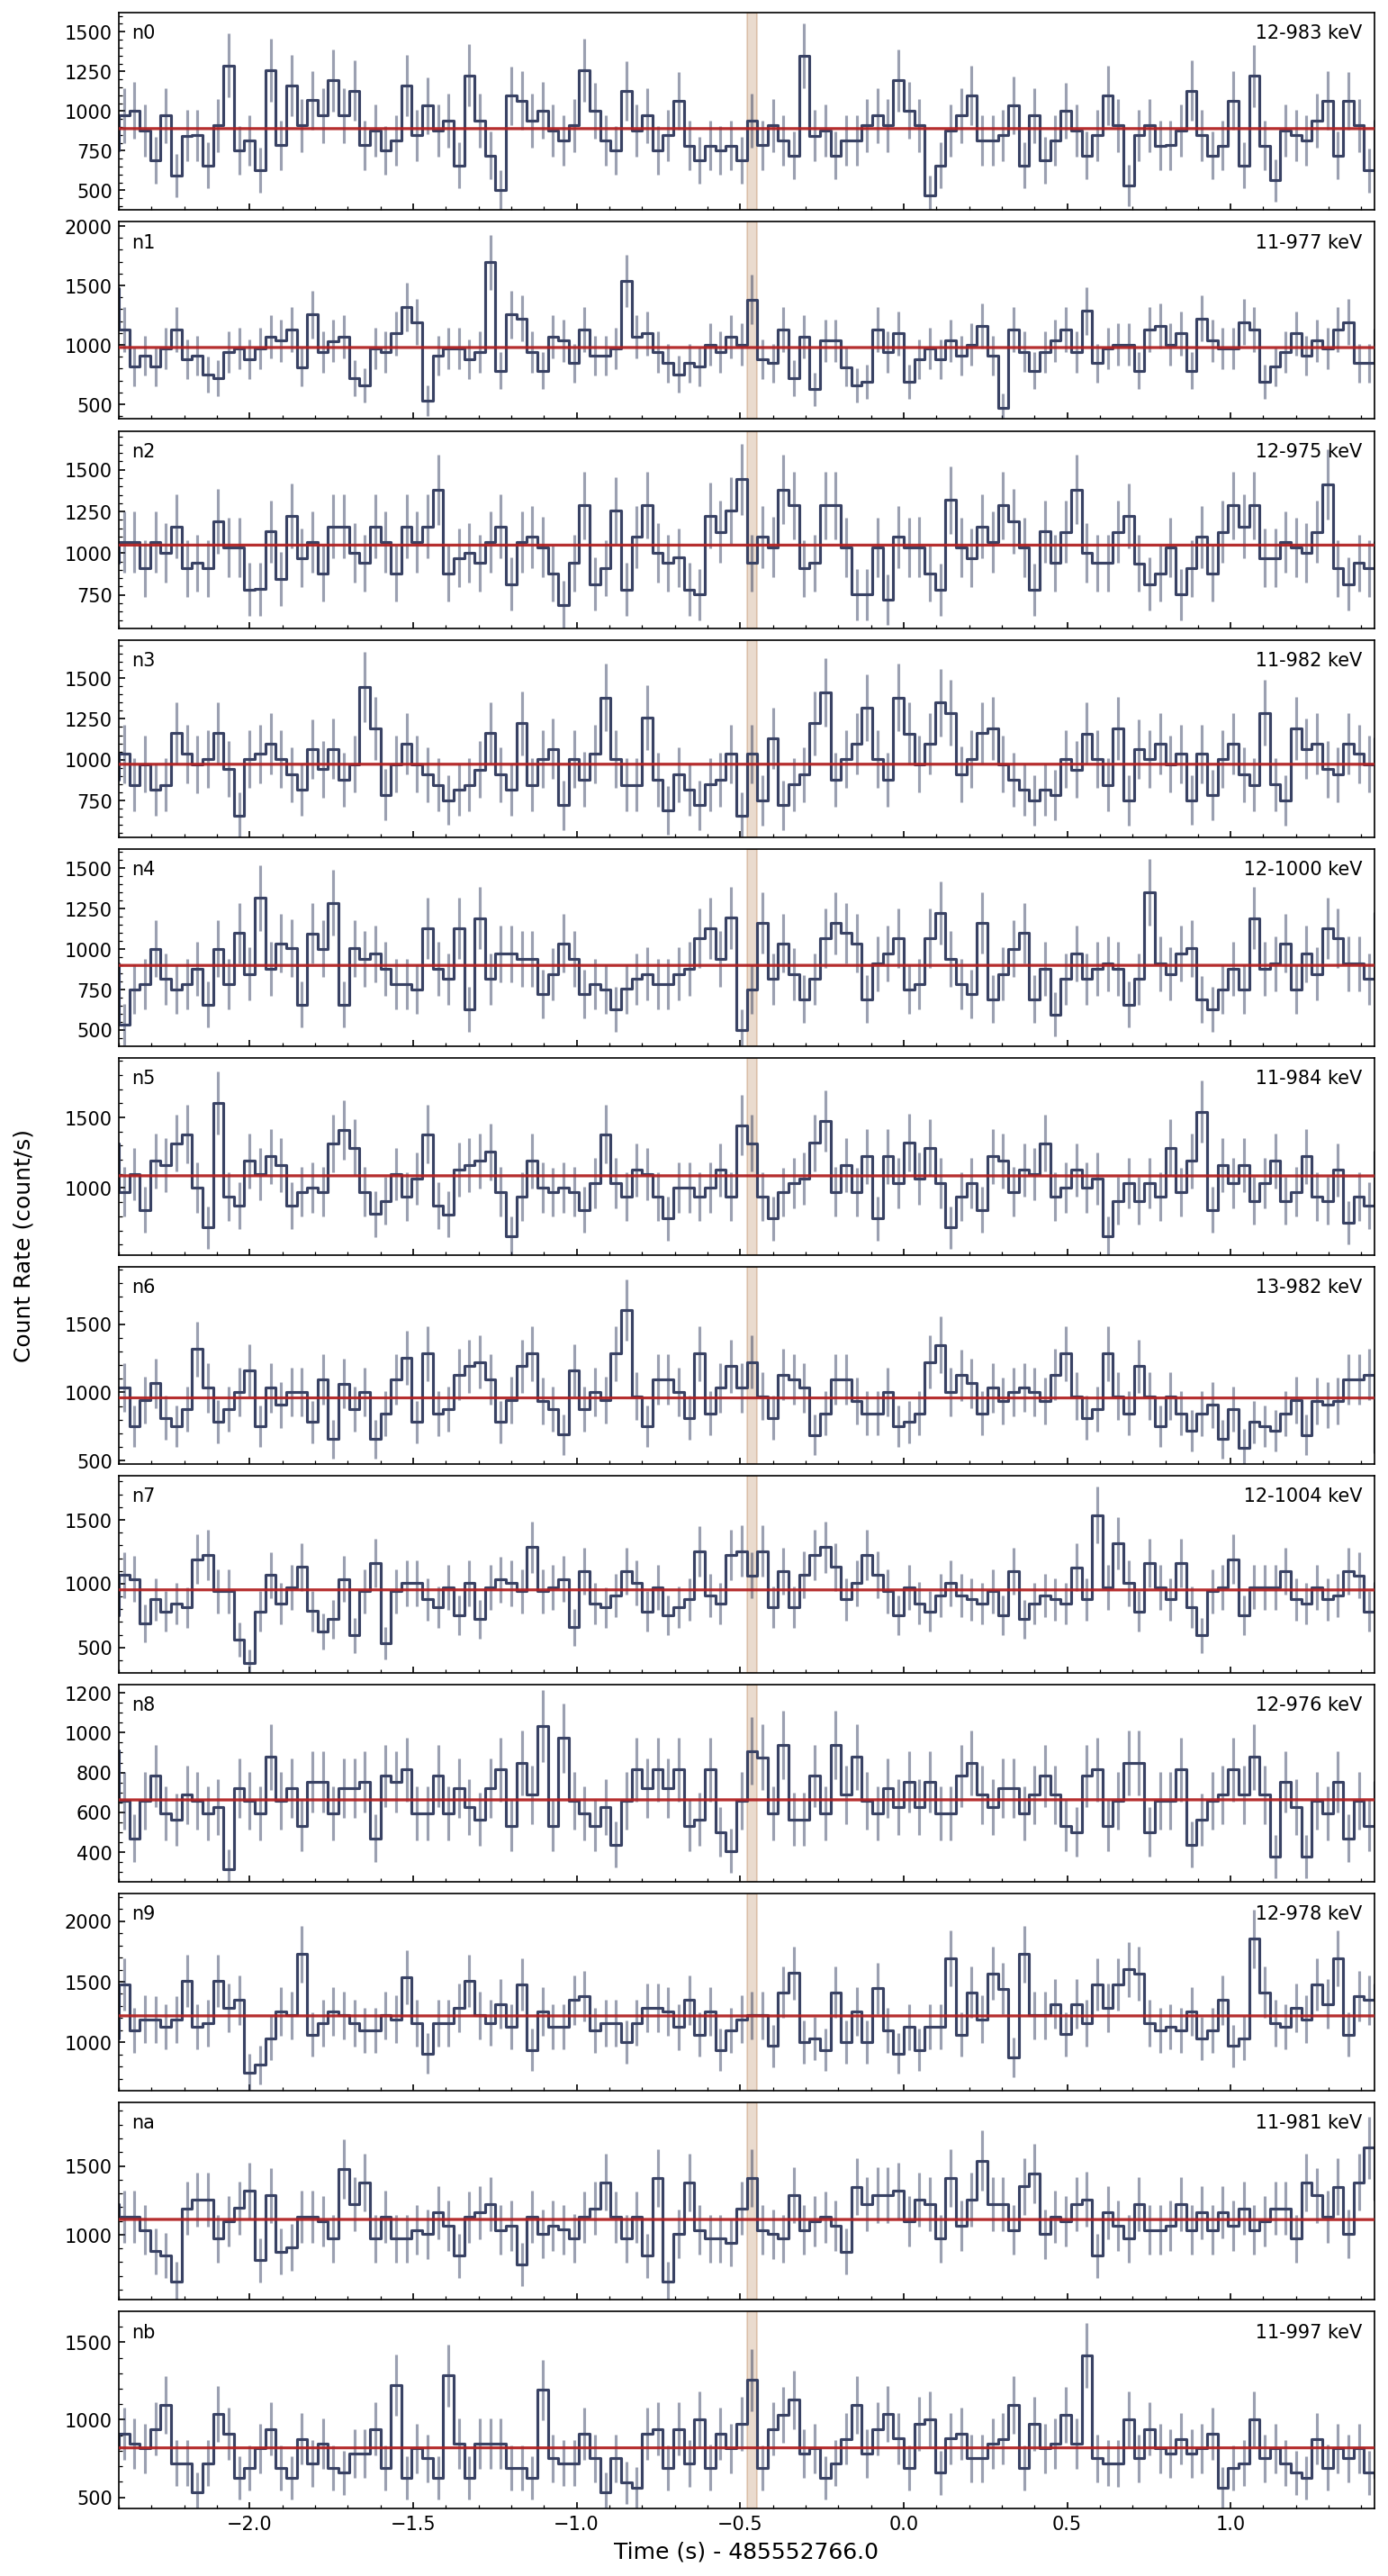 n0 12-983 keV
1500
1250
1000
750
500
n1 11-977 keV
2000
1500
1000
500
n2 12-975 keV
1500
1250
1000
750
n3 11-982 keV
1500
1250
1000
750
n4 12-1000 keV
1500
1250
1000
750
500
n5 11-984 keV
1500
1000
n6 13-982 keV
1500
1000
500
n7 12-1004 keV
1500
1000
500
n8 12-976 keV
1200
1000
800
600
400
n9 12-978 keV
2000
1500
1000
na 11-981 keV
1500
1000
nb 11-997 keV
1500
1000
500
−2.0 −1.5 −1.0 −0.5 0.0 0.5 1.0
Time (s) - 485552766.0
Count Rate (count/s)